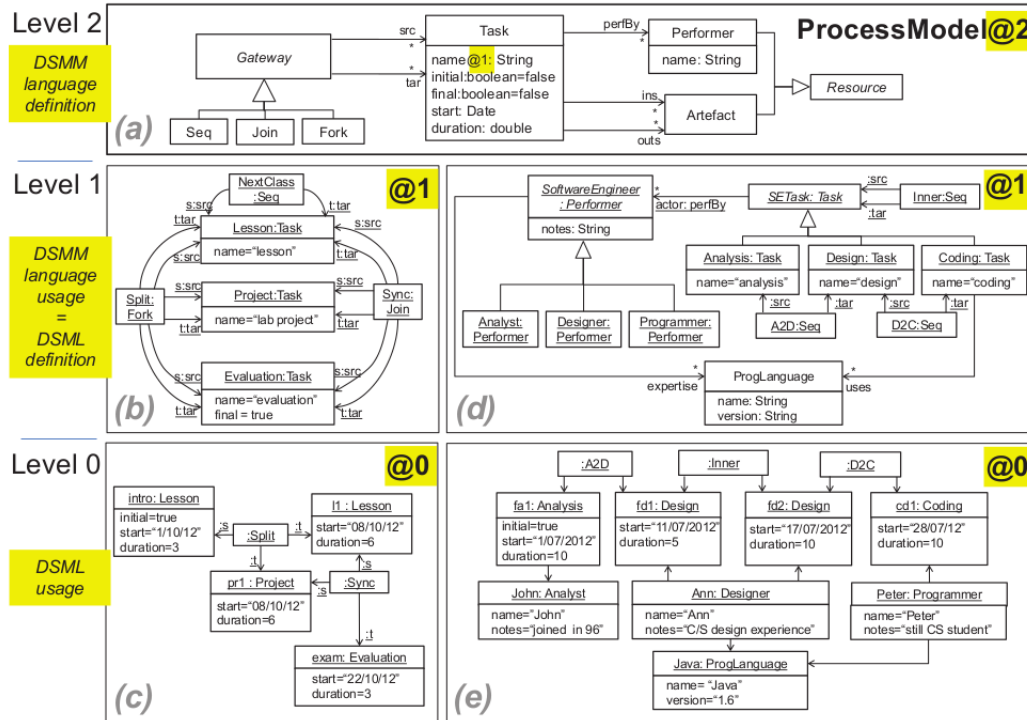 Level 2
DSMM
language
definition
ProcessModel@2
Gateway
src
*
*
tar
Task
name@1: String
initial:boolean=false
final:boolean=false
start: Date
duration: double
perfBy
*
Performer
name: String
ins
*
*
outs
Artefact
Resource
Seq
Join
Fork
(a)
Level 1
DSMM
language
usage
=
DSML
definition
@1
NextClass
:Seq
s:src
t:tar
t:tar
s:src
Lesson:Task
name="lesson"
s:src
t:tar
s:src
t:tar
Project:Task
name="lab project"
s:src
t:tar
Split:
Fork
Sync:
Join
s:src
t:tar
Evaluation:Task
name="evaluation"
final = true
s:src
t:tar
(b)
@1
SoftwareEngineer
: Performer
notes: String
*
actor: perfBy
SETask: Task
:src
:tar
Inner:Seq
Analysis: Task
name="analysis"
Design: Task
name="design"
Coding: Task
name="coding"
:src
:tar
:src
:tar
A2D:Seq
D2C:Seq
Analyst:
Performer
Designer:
Performer
Programmer:
Performer
*
expertise
ProgLanguage
name: String
version: String
*
uses
(d)
Level 0
DSML
usage
@0
intro: Lesson
initial=true
start="1/10/12"
duration=3
:s
:Split
:t
l1 : Lesson
start="08/10/12"
duration=6
:t
:s
pr1 : Project
start="08/10/12"
duration=6
:s
:Sync
:t
exam: Evaluation
start="22/10/12"
duration=3
(c)
@0
:A2D
:Inner
:D2C
fa1: Analysis
initial=true
start="1/07/2012"
duration=10
fd1: Design
start="11/07/2012"
duration=5
fd2: Design
start="17/07/2012"
duration=10
cd1: Coding
start="28/07/12"
duration=10
John: Analyst
name="John"
notes="joined in 96"
Ann: Designer
name="Ann"
notes="C/S design experience"
Peter: Programmer
name="Peter"
notes="still CS student"
Java: ProgLanguage
name= "Java"
version="1.6"
(e)